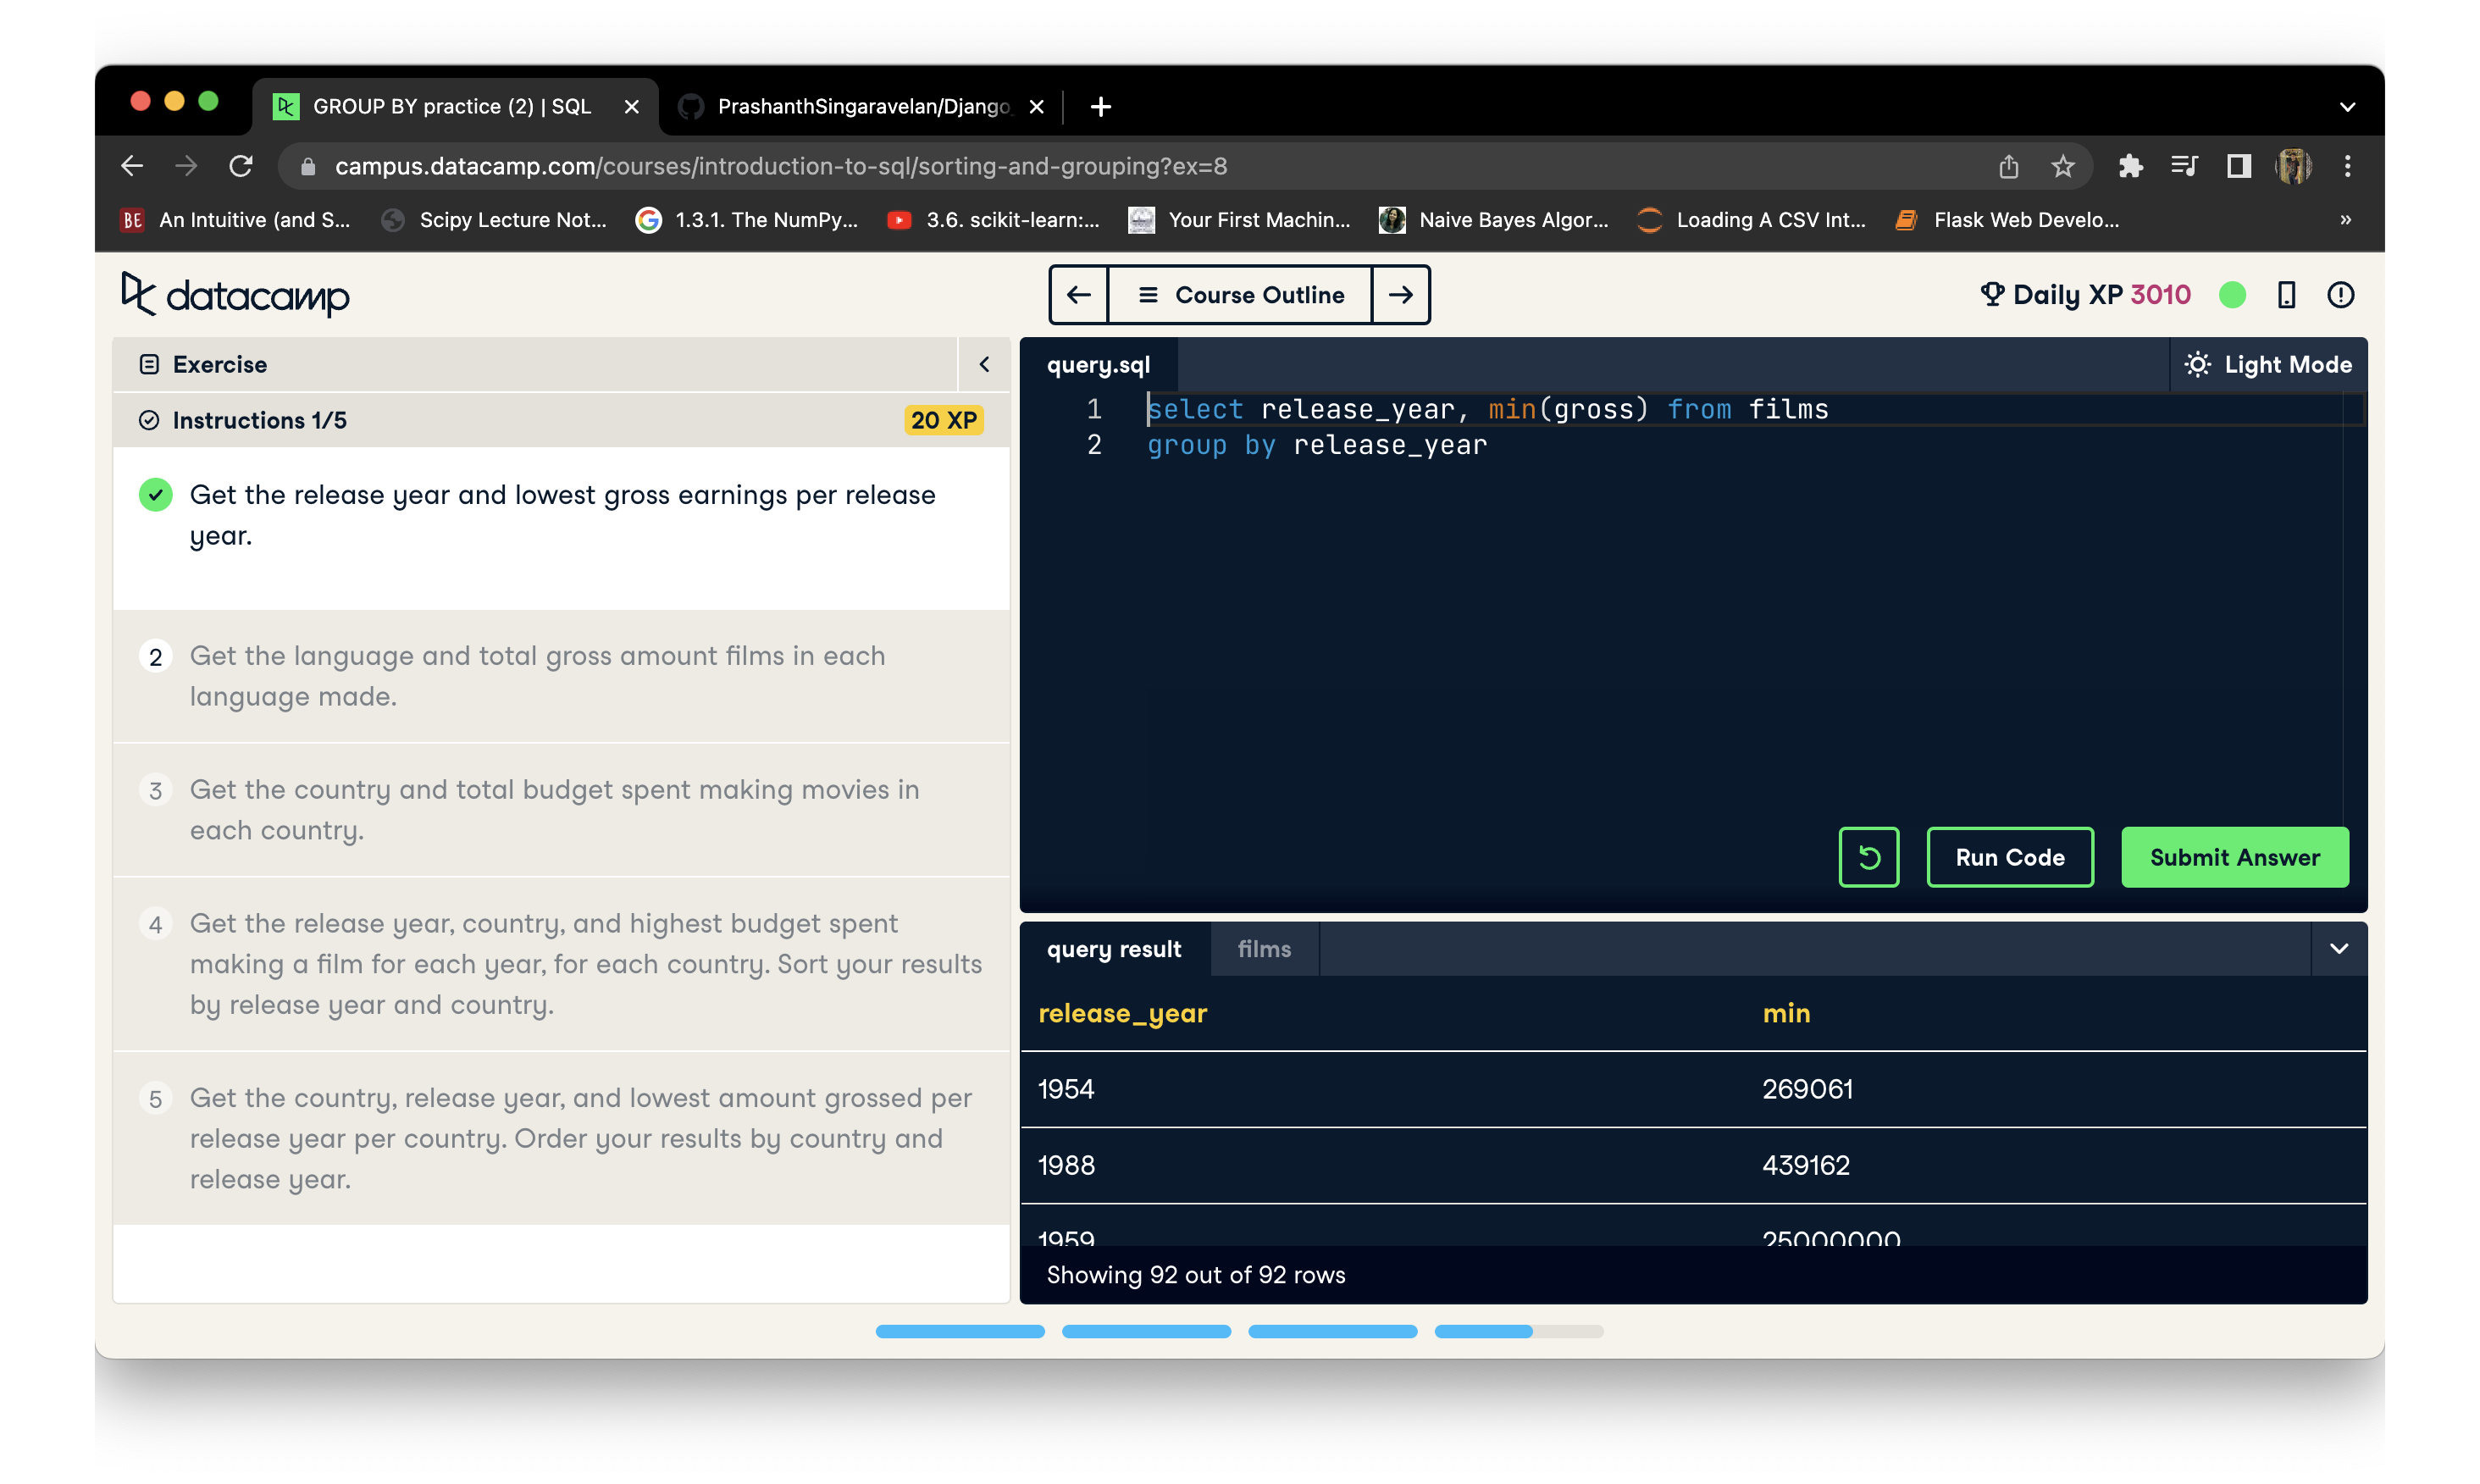 GROUP BY practice (2) | SQL
PrashanthSingaravelan/Django_
campus.datacamp.com/courses/introduction-to-sql/sorting-and-grouping?ex=8
BE An Intuitive (and S...
Scipy Lecture Not...
1.3.1. The NumPy...
3.6. scikit-learn:...
Your First Machin...
Naive Bayes Algor...
Loading A CSV Int...
Flask Web Develo...
»
datacamp
Course Outline
Daily XP 3010
Exercise
Instructions 1/5
20 XP
Get the release year and lowest gross earnings per release
year.
2 Get the language and total gross amount films in each
language made.
3 Get the country and total budget spent making movies in
each country.
4 Get the release year, country, and highest budget spent
making a film for each year, for each country. Sort your results
by release year and country.
5 Get the country, release year, and lowest amount grossed per
release year per country. Order your results by country and
release year.
query.sql
Light Mode
1 select release_year, min(gross) from films
2 group by release_year
Run Code
Submit Answer
query result
films
release_year min
1954 269061
1988 439162
1959 25000000
Showing 92 out of 92 rows